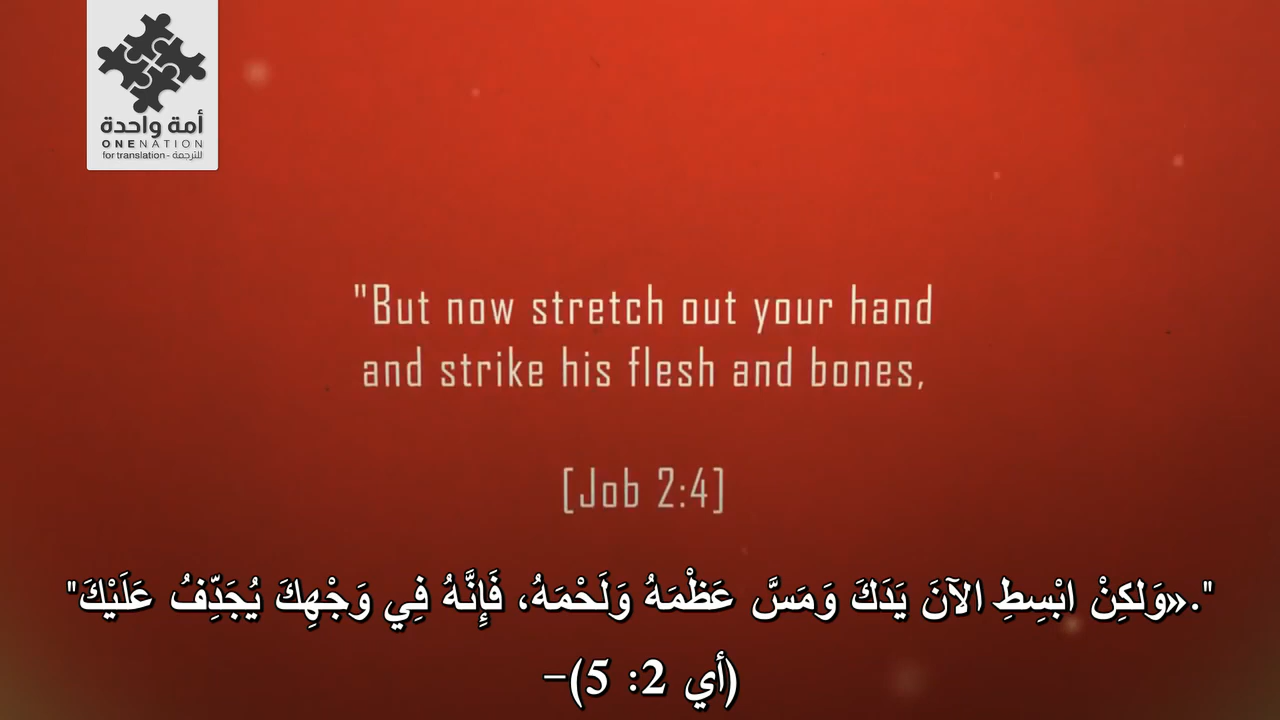 أمة واحدة
ONENATION
for translation - للترجمة
"But now stretch out your hand
and strike his flesh and bones,
[Job 2:4]
".«وَلكِنْ ابْسِطِ الآنَ يَدَكَ وَمَسَّ عَظْمَهُ وَلَحْمَهُ، فَإِنَّهُ فِي وَجْهِكَ يُجَدِّفُ عَلَيْكَ"
(أي 2: 5)–